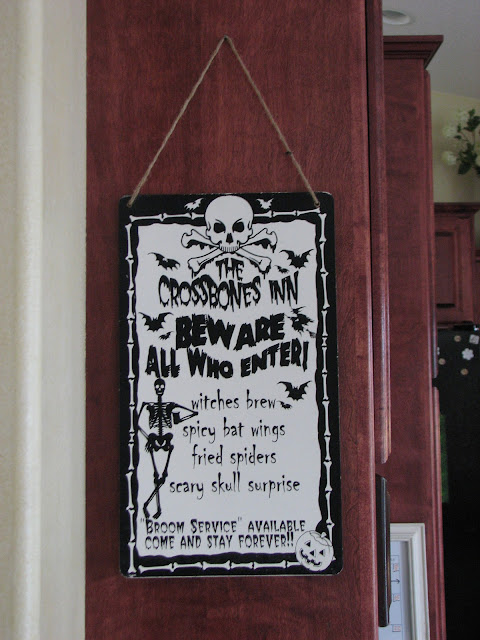 THE
CROSSBONES INN
BEWARE
ALL WHO ENTER!
witches brew
spicy bat wings
fried spiders
scary skull surprise
"BROOM SERVICE" AVAILABLE
COME AND STAY FOREVER!!